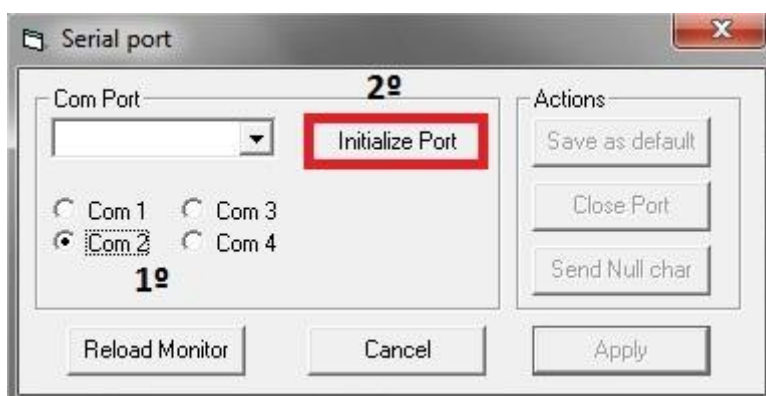 Serial port
Com Port
2º
Initialize Port
Com 1
Com 3
Com 2
Com 4
1º
Actions
Save as default
Close Port
Send Null char
Reload Monitor
Cancel
Apply